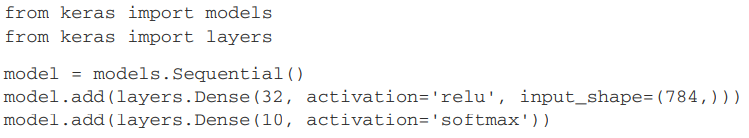 from keras import models
from keras import layers
model = models.Sequential()
model.add(layers.Dense(32, activation='relu', input_shape=(784,)))
model.add(layers.Dense(10, activation='softmax'))